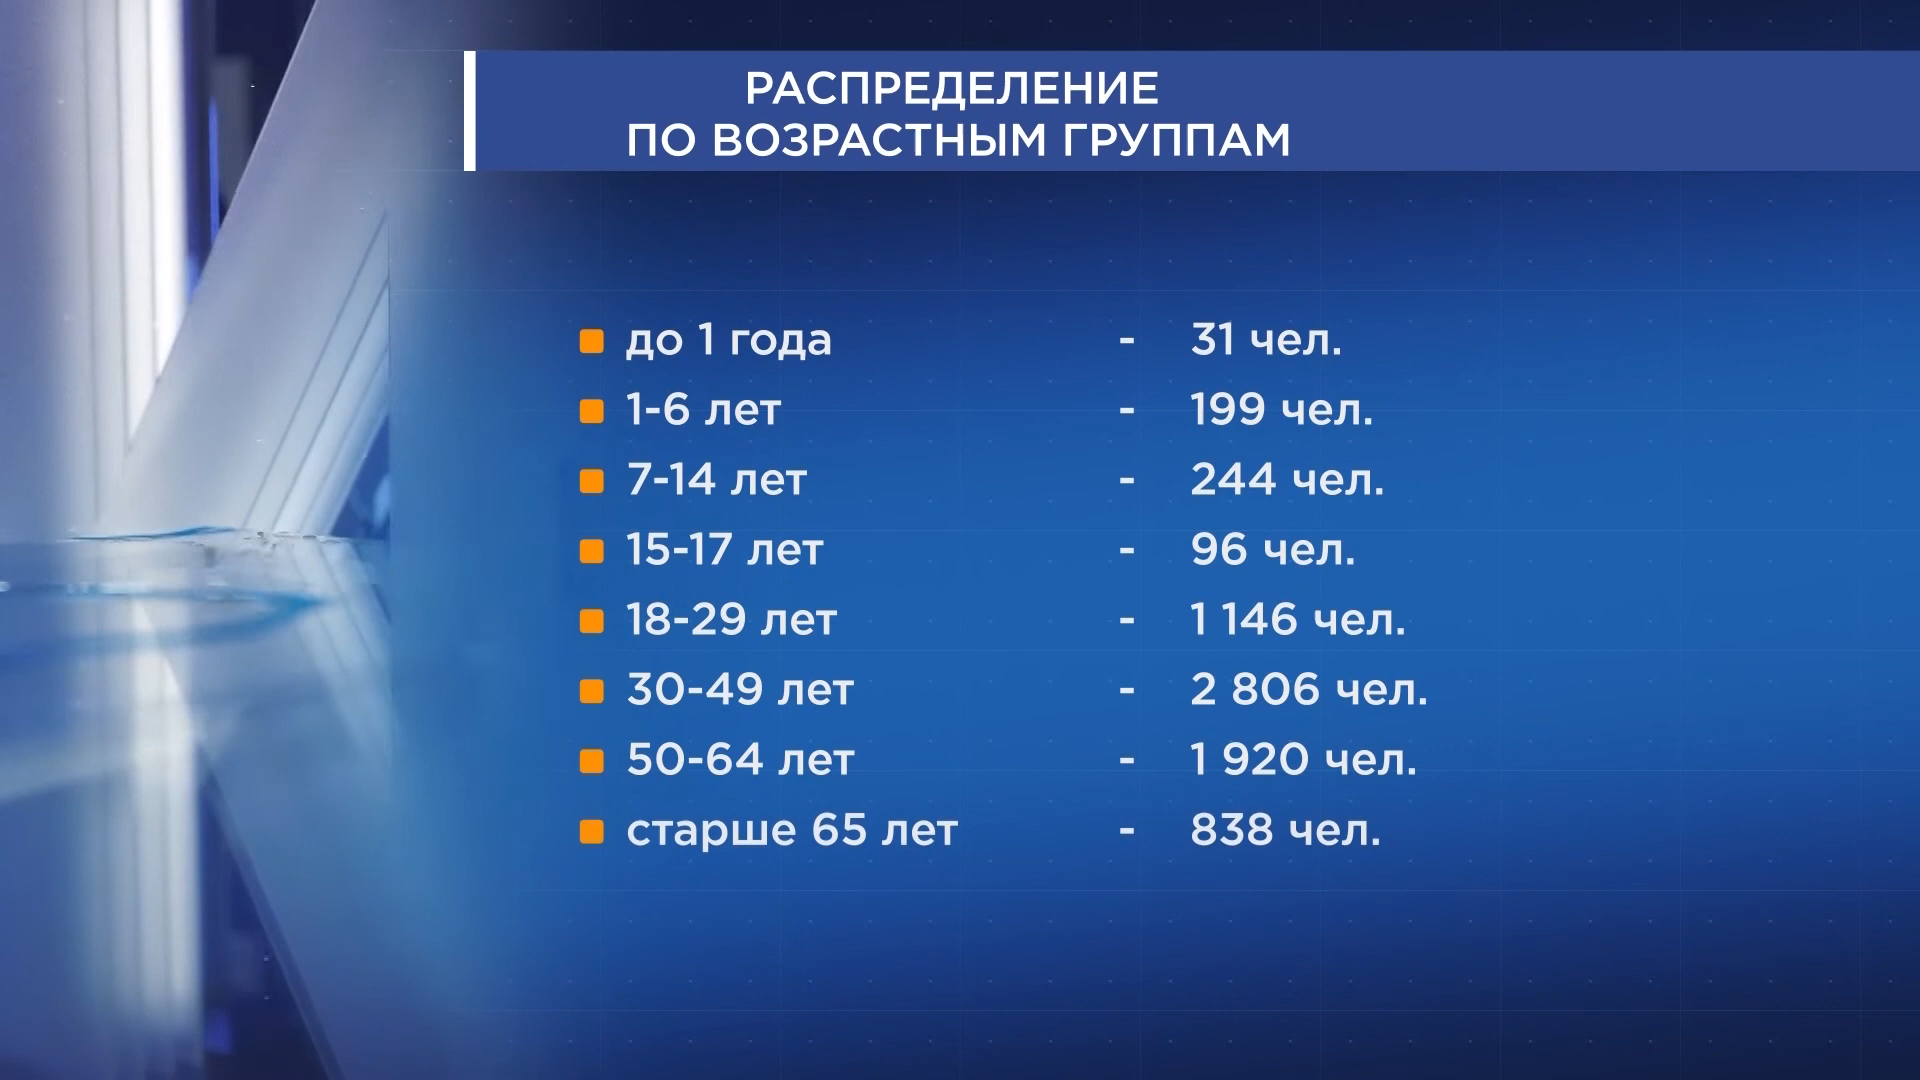 РАСПРЕДЕЛЕНИЕ
ПО ВОЗРАСТНЫМ ГРУППАМ
до 1 года - 31 чел.
1-6 лет - 199 чел.
7-14 лет - 244 чел.
15-17 лет - 96 чел.
18-29 лет - 1 146 чел.
30-49 лет - 2 806 чел.
50-64 лет - 1 920 чел.
старше 65 лет - 838 чел.